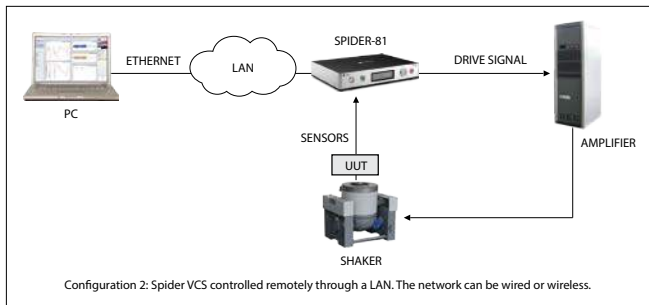 SPIDER-81
ETHERNET
LAN
DRIVE SIGNAL
PC
SENSORS
AMPLIFIER
UUT
SHAKER
Configuration 2: Spider VCS controlled remotely through a LAN. The network can be wired or wireless.